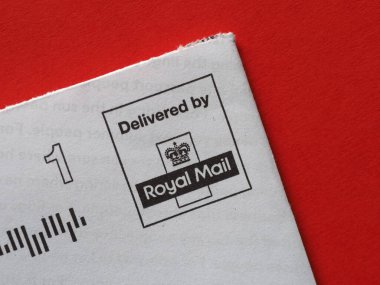 Delivered by
Royal Mail
1